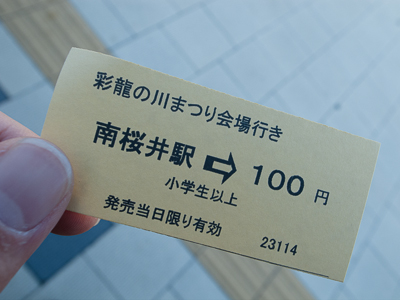 彩龍の川まつり会場行き
南桜井駅 ⇨ 100 円
小学生以上
発売当日限り有効 23114